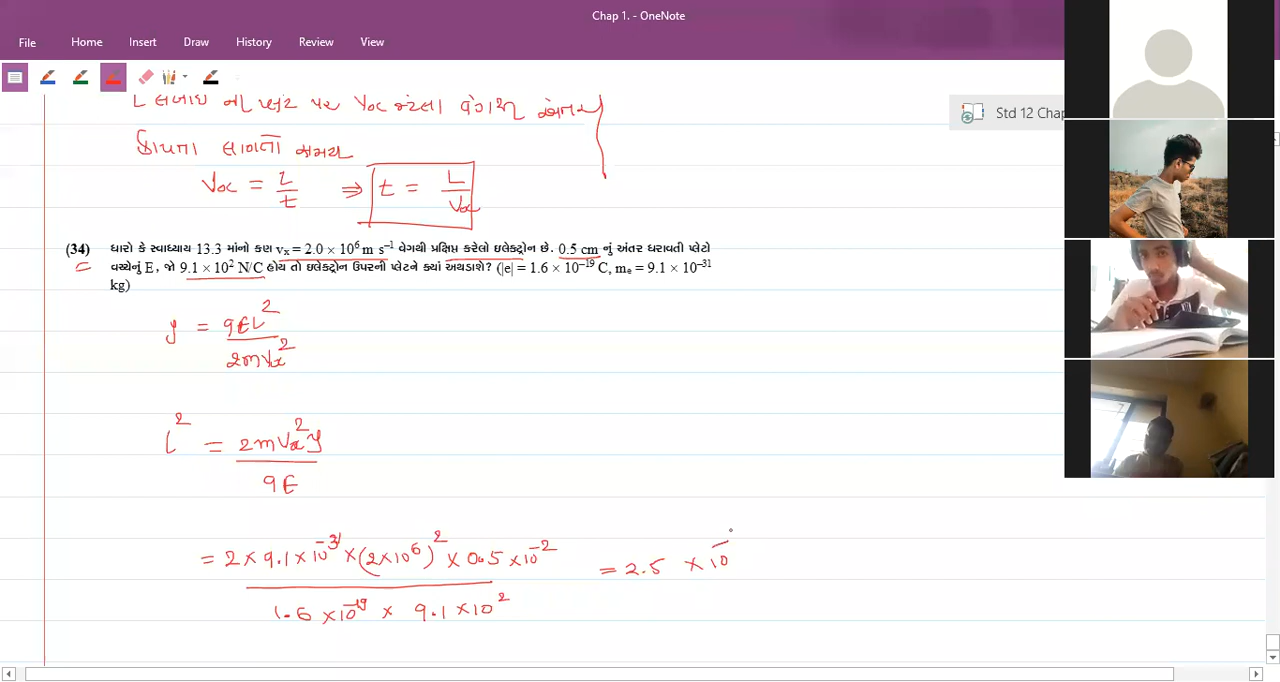 Chap 1. - OneNote
File Home Insert Draw History Review View
Std 12 Chap
Vx = L/t ⇒ t = L/Vx
(34) ધારો કે સ્વાધ્યાય 13.3 માંનો કણ vx = 2.0 × 10⁶ m s⁻¹ વેગથી પ્રક્ષિપ્ત કરેલો ઇલેક્ટ્રોન છે. 0.5 cm નું અંતર ધરાવતી પ્લેટો
વચ્ચેનું E, જો 9.1 × 10² N/C હોય તો ઇલેક્ટ્રોન ઉપરની પ્લેટને ક્યાં અથડાશે? (|e| = 1.6 × 10⁻¹⁹ C, mₑ = 9.1 × 10⁻³¹
kg)
y = qEL² / 2mVx²
L² = 2mVx²y / qE
= 2 × 9.1 × 10⁻³¹ × (2×10⁶)² × 0.5 × 10⁻² / 1.6 × 10⁻¹⁹ × 9.1 × 10² = 2.5 × 10⁻